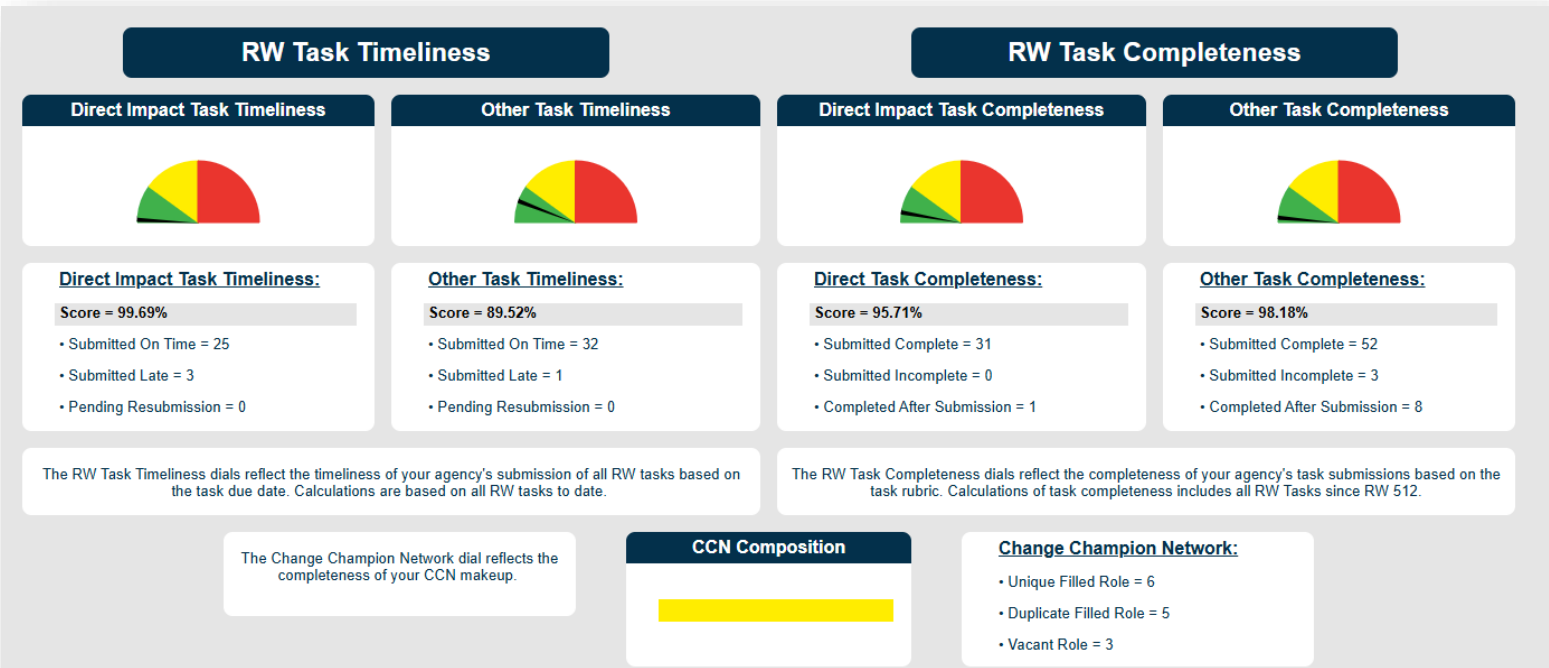 RW Task Timeliness
RW Task Completeness
Direct Impact Task Timeliness
Other Task Timeliness
Direct Impact Task Completeness
Other Task Completeness
Direct Impact Task Timeliness:
Score = 99.69%
• Submitted On Time = 25
• Submitted Late = 3
• Pending Resubmission = 0
Other Task Timeliness:
Score = 89.52%
• Submitted On Time = 32
• Submitted Late = 1
• Pending Resubmission = 0
Direct Task Completeness:
Score = 95.71%
• Submitted Complete = 31
• Submitted Incomplete = 0
• Completed After Submission = 1
Other Task Completeness:
Score = 98.18%
• Submitted Complete = 52
• Submitted Incomplete = 3
• Completed After Submission = 8
The RW Task Timeliness dials reflect the timeliness of your agency's submission of all RW tasks based on
the task due date. Calculations are based on all RW tasks to date.
The RW Task Completeness dials reflect the completeness of your agency's task submissions based on the
task rubric. Calculations of task completeness includes all RW Tasks since RW 512.
The Change Champion Network dial reflects the
completeness of your CCN makeup.
CCN Composition
Change Champion Network:
• Unique Filled Role = 6
• Duplicate Filled Role = 5
• Vacant Role = 3